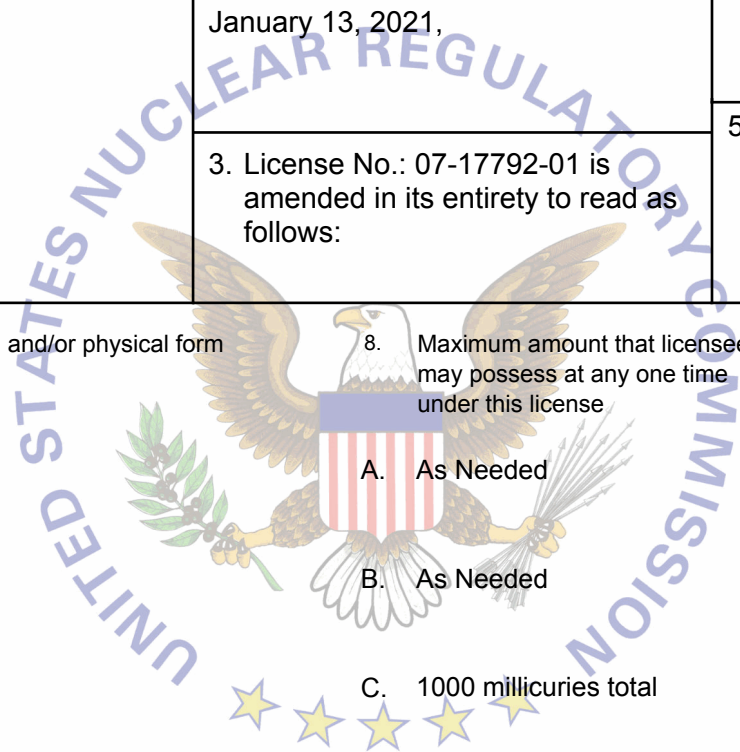 January 13, 2021,
5
3. License No.: 07-17792-01 is
amended in its entirety to read as
follows:
and/or physical form
8. Maximum amount that licensee
may possess at any one time
under this license
A. As Needed
B. As Needed
C. 1000 millicuries total
UNITED STATES NUCLEAR REGULATORY COMMISSION